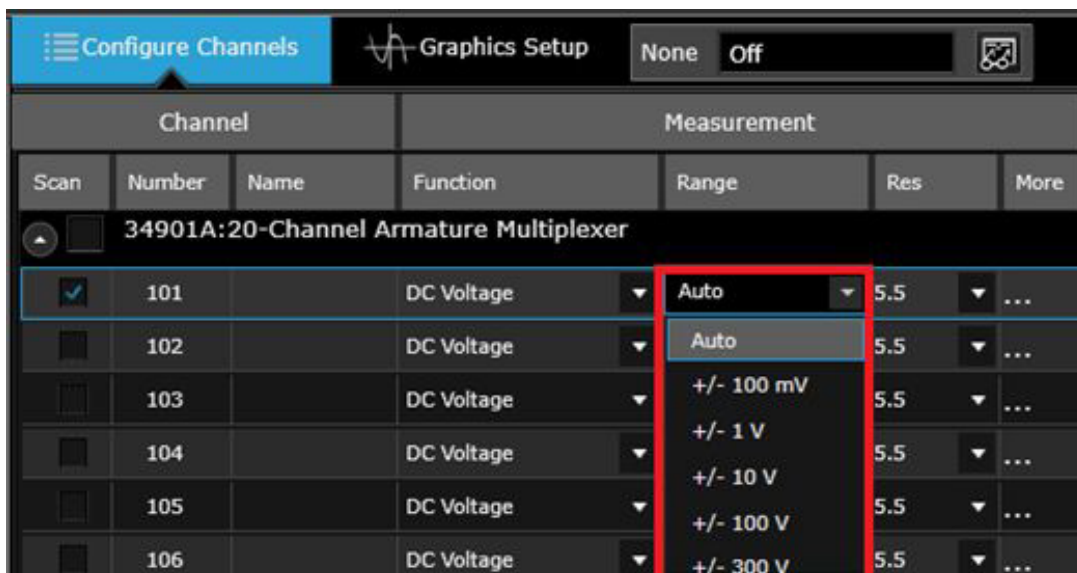 Configure Channels Graphics Setup None Off
Channel Measurement
Scan Number Name Function Range Res More
34901A:20-Channel Armature Multiplexer
101 DC Voltage Auto 5.5 ...
102 DC Voltage Auto 5.5 ...
103 DC Voltage +/- 100 mV 5.5 ...
+/- 1 V
104 DC Voltage 5.5 ...
+/- 10 V
105 DC Voltage 5.5 ...
+/- 100 V
106 DC Voltage +/- 300 V 5.5 ...